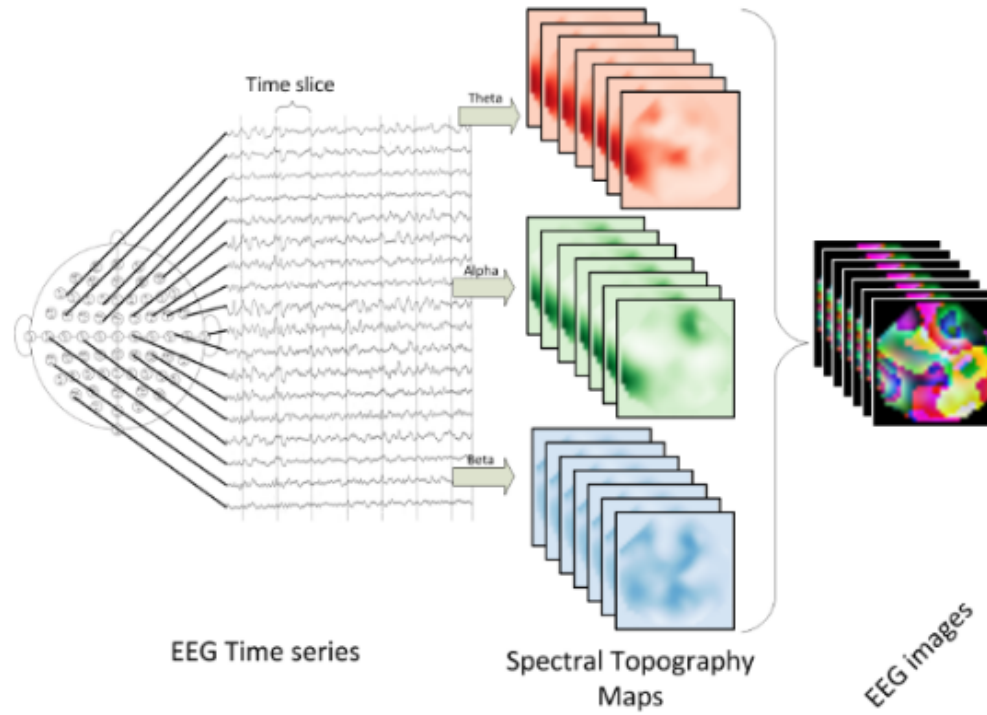 Time slice
Theta
Alpha
Beta
EEG Time series
Spectral Topography
Maps
EEG images